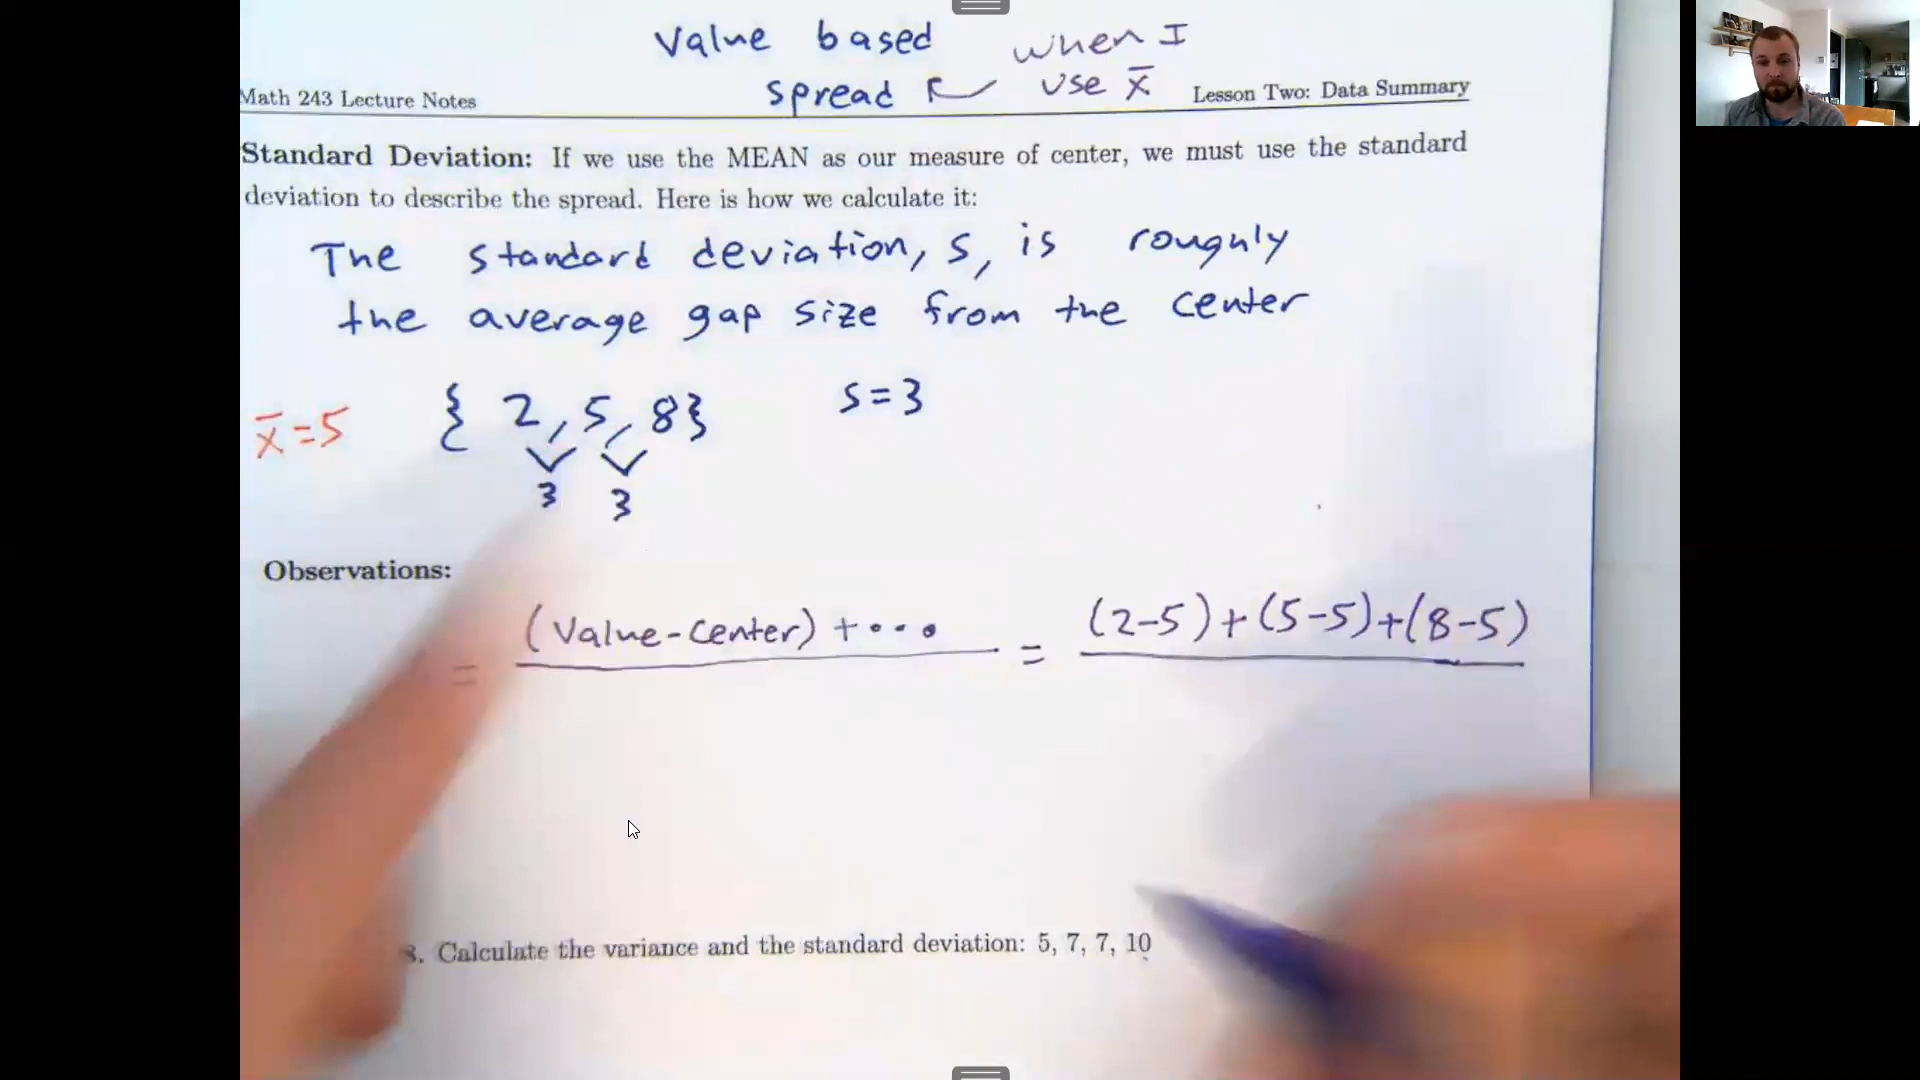 Value based when I
spread use x̄
Math 243 Lecture Notes Lesson Two: Data Summary
Standard Deviation: If we use the MEAN as our measure of center, we must use the standard
deviation to describe the spread. Here is how we calculate it:
The standard deviation, s, is roughly
the average gap size from the center
x̄=5 { 2, 5, 8} s=3
3 3
Observations:
= (Value-Center) + ... = (2-5)+(5-5)+(8-5)
8. Calculate the variance and the standard deviation: 5, 7, 7, 10